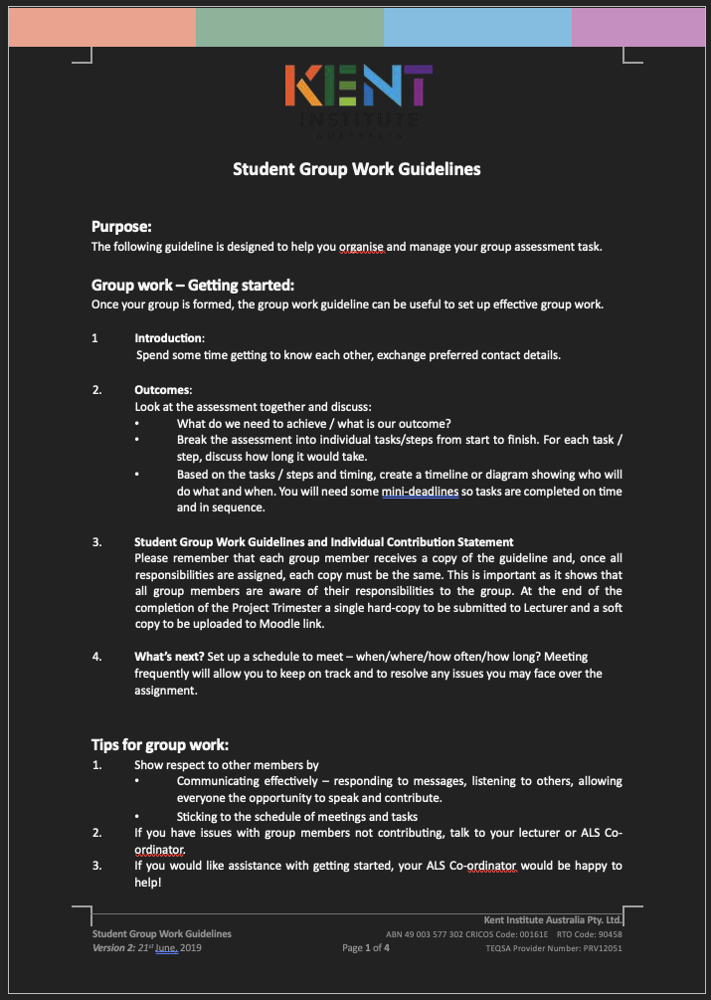 KENT
INSTITUTE
AUSTRALIA
Student Group Work Guidelines
Purpose:
The following guideline is designed to help you organise and manage your group assessment task.
Group work – Getting started:
Once your group is formed, the group work guideline can be useful to set up effective group work.
1 Introduction:
Spend some time getting to know each other, exchange preferred contact details.
2. Outcomes:
Look at the assessment together and discuss:
• What do we need to achieve / what is our outcome?
• Break the assessment into individual tasks/steps from start to finish. For each task /
step, discuss how long it would take.
• Based on the tasks / steps and timing, create a timeline or diagram showing who will
do what and when. You will need some mini-deadlines so tasks are completed on time
and in sequence.
3. Student Group Work Guidelines and Individual Contribution Statement
Please remember that each group member receives a copy of the guideline and, once all
responsibilities are assigned, each copy must be the same. This is important as it shows that
all group members are aware of their responsibilities to the group. At the end of the
completion of the Project Trimester a single hard-copy to be submitted to Lecturer and a soft
copy to be uploaded to Moodle link.
4. What's next? Set up a schedule to meet – when/where/how often/how long? Meeting
frequently will allow you to keep on track and to resolve any issues you may face over the
assignment.
Tips for group work:
1. Show respect to other members by
• Communicating effectively – responding to messages, listening to others, allowing
everyone the opportunity to speak and contribute.
• Sticking to the schedule of meetings and tasks
2. If you have issues with group members not contributing, talk to your lecturer or ALS Co-
ordinator.
3. If you would like assistance with getting started, your ALS Co-ordinator would be happy to
help!
Kent Institute Australia Pty. Ltd.
Student Group Work Guidelines ABN 49 003 577 302 CRICOS Code: 00161E RTO Code: 90458
Version 2: 21st June, 2019 Page 1 of 4 TEQSA Provider Number: PRV12051